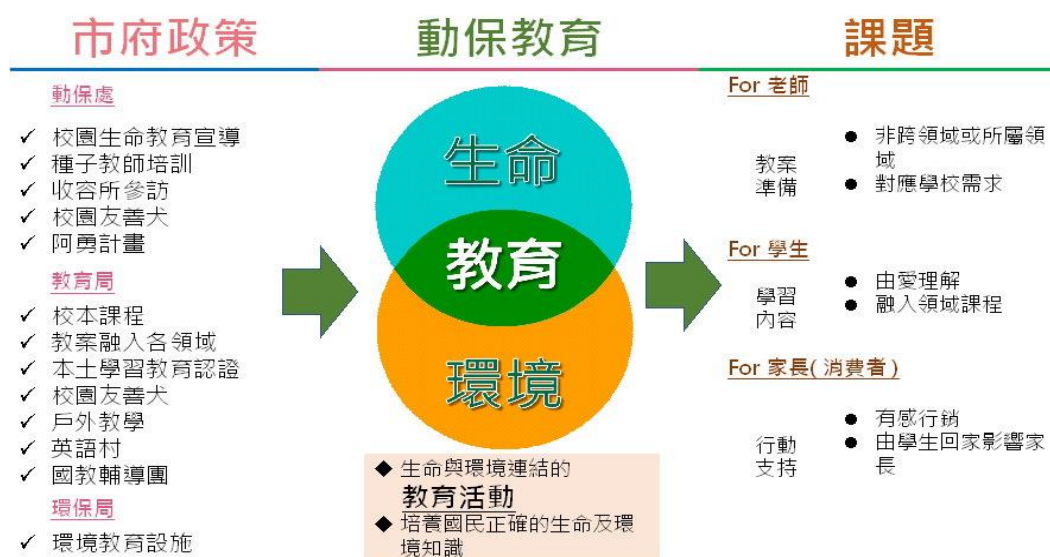 市府政策
動保處
✓ 校園生命教育宣導
✓ 種子教師培訓
✓ 收容所參訪
✓ 校園友善犬
✓ 阿勇計畫
教育局
✓ 校本課程
✓ 教案融入各領域
✓ 本土學習教育認證
✓ 校園友善犬
✓ 戶外教學
✓ 英語村
✓ 國教輔導團
環保局
✓ 環境教育設施
動保教育
生命
教育
環境
◆ 生命與環境連結的
教育活動
◆ 培養國民正確的生命及環
境知識
課題
For 老師
教案
準備
● 非跨領域或所屬領
域
● 對應學校需求
For 學生
學習
內容
● 由愛理解
● 融入領域課程
For 家長(消費者)
行動
支持
● 有感行銷
● 由學生回家影響家
長